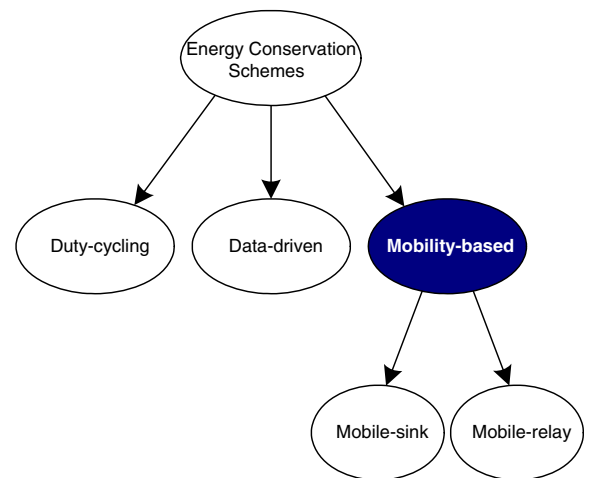 Energy Conservation
Schemes
Duty-cycling
Data-driven
Mobility-based
Mobile-sink
Mobile-relay